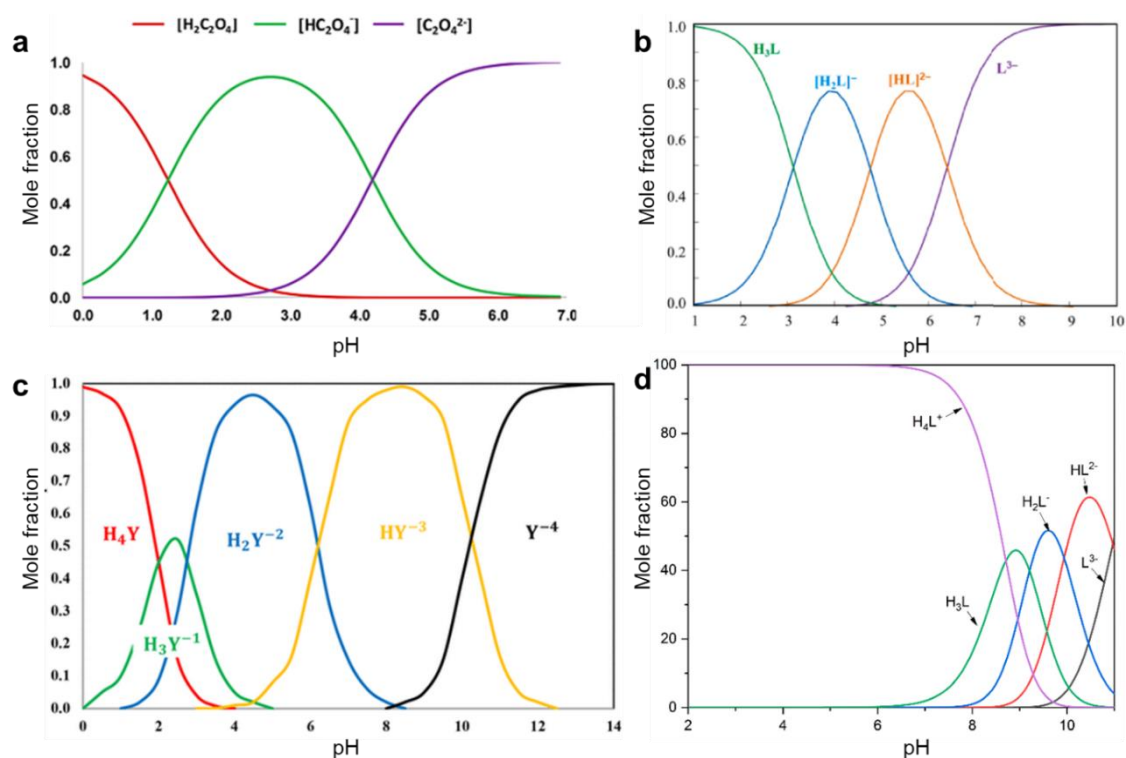 [H₂C₂O₄] [HC₂O₄⁻] [C₂O₄²⁻]
a
Mole fraction
1.0
0.8
0.6
0.4
0.2
0.0
0.0 1.0 2.0 3.0 4.0 5.0 6.0 7.0
pH
b
Mole fraction
1.0
0.8
0.6
0.4
0.2
0.0
H₃L
[H₂L]⁻
[HL]²⁻
L³⁻
1 2 3 4 5 6 7 8 9 10
pH
c
Mole fraction
1.0
0.9
0.8
0.7
0.6
0.5
0.4
0.3
0.2
0.1
0.0
H₄Y
H₃Y⁻¹
H₂Y⁻²
HY⁻³
Y⁻⁴
0 2 4 6 8 10 12 14
pH
d
Mole fraction
100
80
60
40
20
0
H₄L⁺
H₃L
H₂L⁻
HL²⁻
L³⁻
2 4 6 8 10
pH